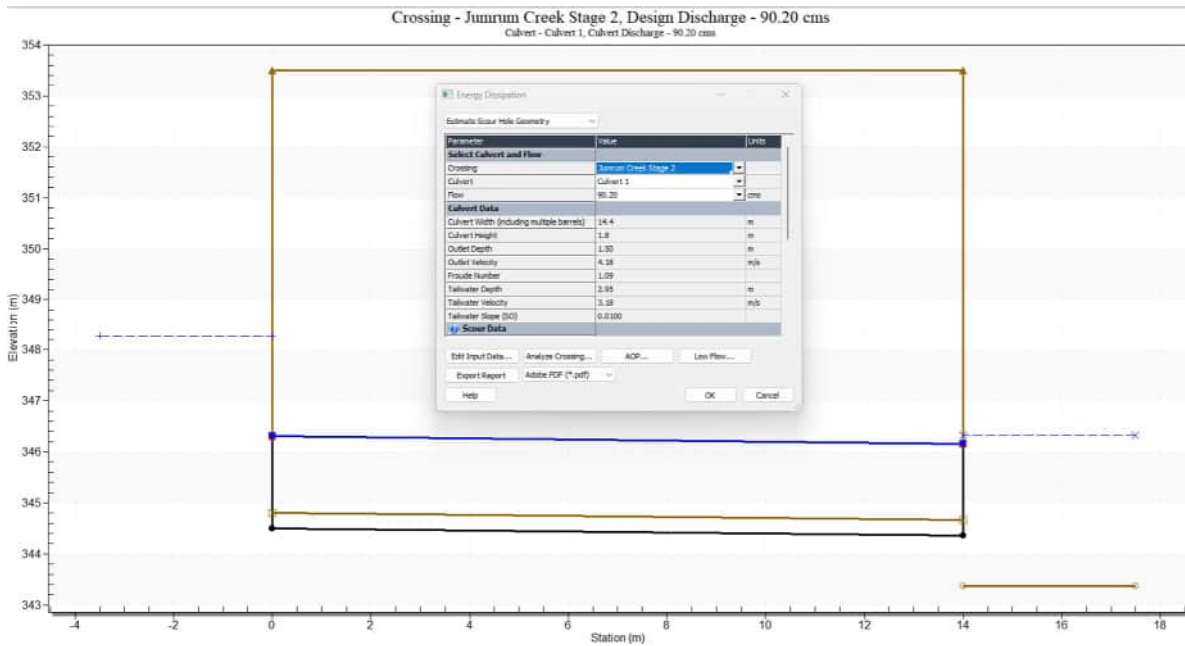 Crossing - Junrum Creek Stage 2, Design Discharge - 90.20 cms
Culvert - Culvert 1, Culvert Discharge - 90.20 cms
Energy Dissipation
Estimate Scour Hole Geometry
Parameter Value Units
Select Culvert and Flow
Crossing Junrum Creek Stage 2
Culvert Culvert 1
Flow 90.20 cms
Culvert Data
Culvert Width (including multiple barrels) 14.4 m
Culvert Height 1.8 m
Outlet Depth 1.50 m
Outlet Velocity 4.18 m/s
Froude Number 1.09
Tailwater Depth 2.95 m
Tailwater Velocity 3.18 m/s
Tailwater Slope (SO) 0.0100
Scour Data
Edit Input Data... Analyze Crossing... AOP... Low Flow...
Export Report Adobe PDF (*.pdf)
Help OK Cancel
Elevation (m)
354
353
352
351
350
349
348
347
346
345
344
343
-4 -2 0 2 4 6 8 10 12 14 16 18
Station (m)